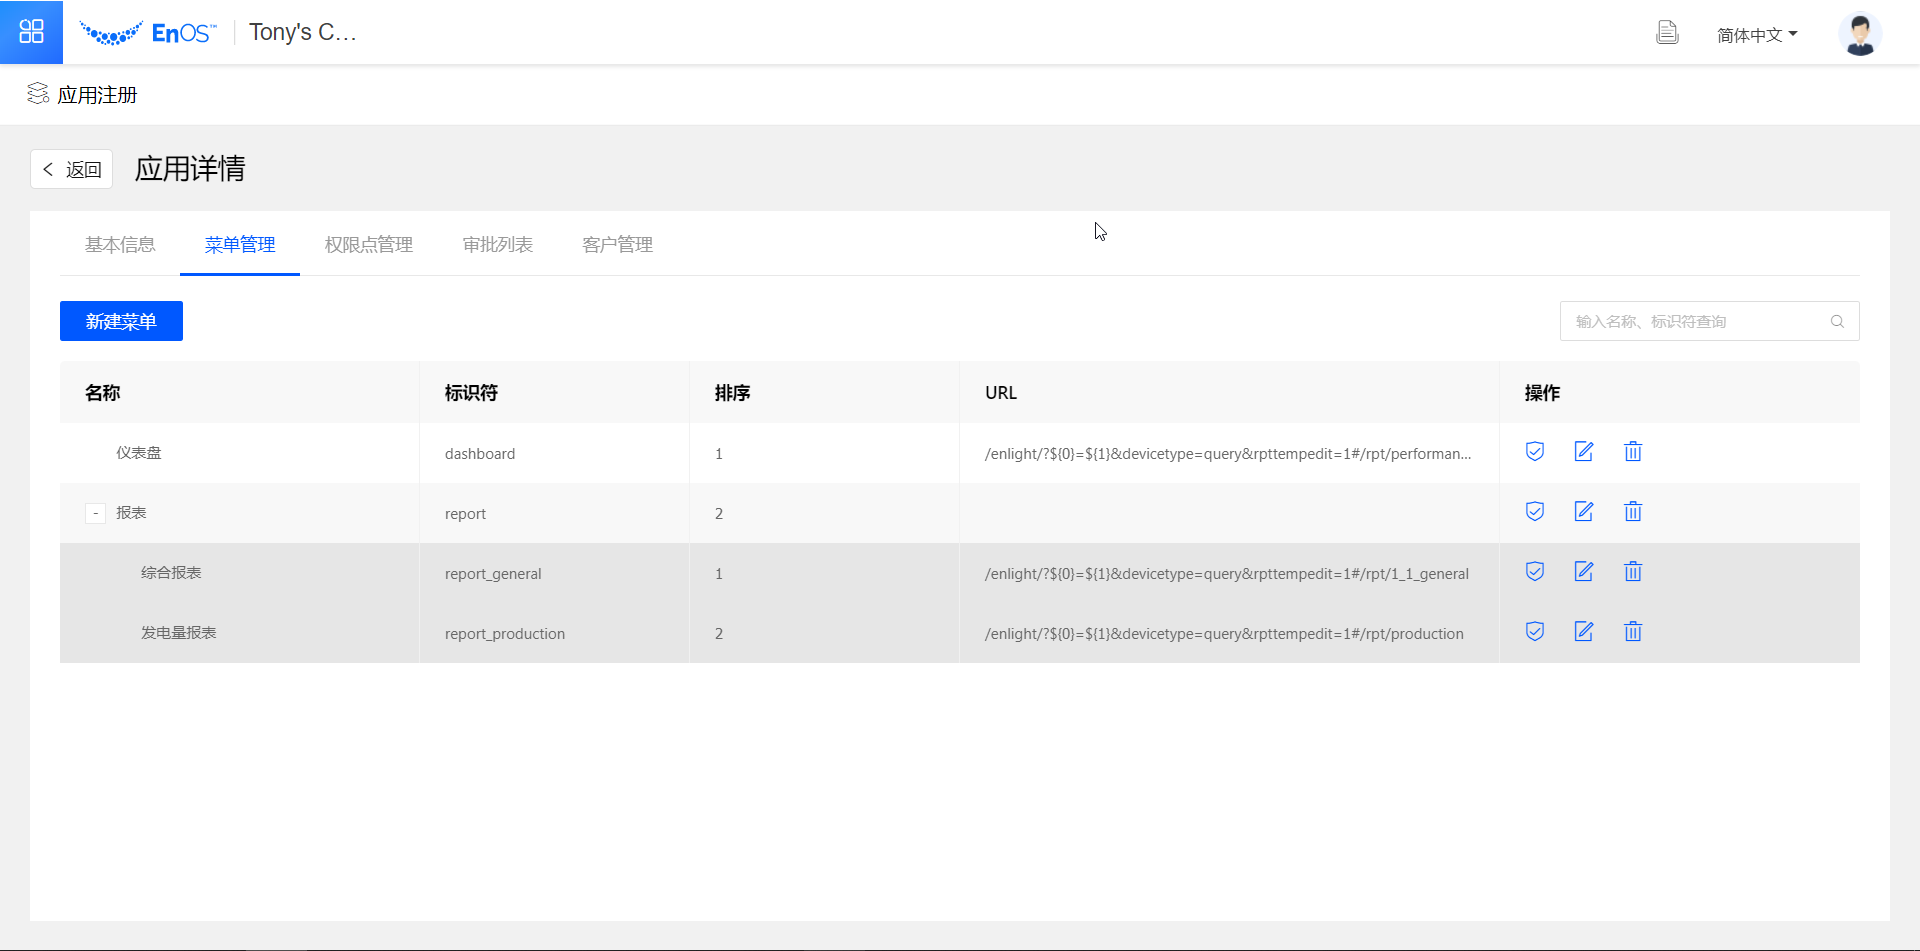 EnOS™ Tony's C...
简体中文
应用注册
返回 应用详情
基本信息 菜单管理 权限点管理 审批列表 客户管理
新建菜单 输入名称、标识符查询
名称 标识符 排序 URL 操作
仪表盘 dashboard 1 /enlight/?${0}=${1}&devicetype=query&rpttempedit=1#/rpt/performan...
- 报表 report 2
综合报表 report_general 1 /enlight/?${0}=${1}&devicetype=query&rpttempedit=1#/rpt/1_1_general
发电量报表 report_production 2 /enlight/?${0}=${1}&devicetype=query&rpttempedit=1#/rpt/production